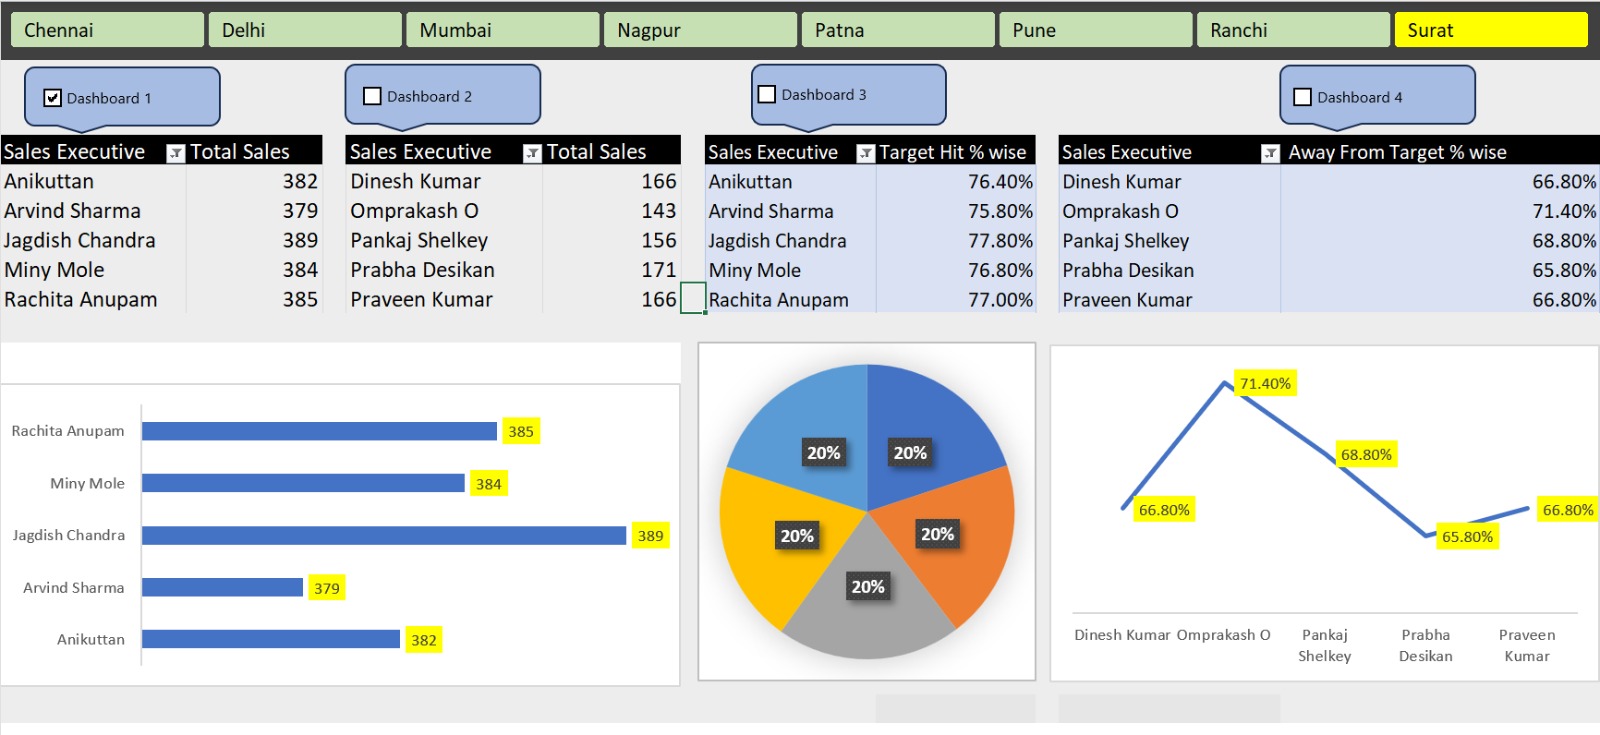 Chennai Delhi Mumbai Nagpur Patna Pune Ranchi Surat
Dashboard 1 Dashboard 2 Dashboard 3 Dashboard 4
Sales Executive Total Sales
Anikuttan 382
Arvind Sharma 379
Jagdish Chandra 389
Miny Mole 384
Rachita Anupam 385
Sales Executive Total Sales
Dinesh Kumar 166
Omprakash O 143
Pankaj Shelkey 156
Prabha Desikan 171
Praveen Kumar 166
Sales Executive Target Hit % wise
Anikuttan 76.40%
Arvind Sharma 75.80%
Jagdish Chandra 77.80%
Miny Mole 76.80%
Rachita Anupam 77.00%
Sales Executive Away From Target % wise
Dinesh Kumar 66.80%
Omprakash O 71.40%
Pankaj Shelkey 68.80%
Prabha Desikan 65.80%
Praveen Kumar 66.80%
Rachita Anupam 385
Miny Mole 384
Jagdish Chandra 389
Arvind Sharma 379
Anikuttan 382
20% 20%
20% 20%
20%
71.40%
68.80%
66.80% 66.80%
65.80%
Dinesh Kumar Omprakash O Pankaj Prabha Praveen
Shelkey Desikan Kumar